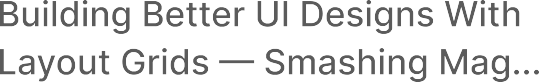 Building Better UI Designs With
Layout Grids — Smashing Mag...